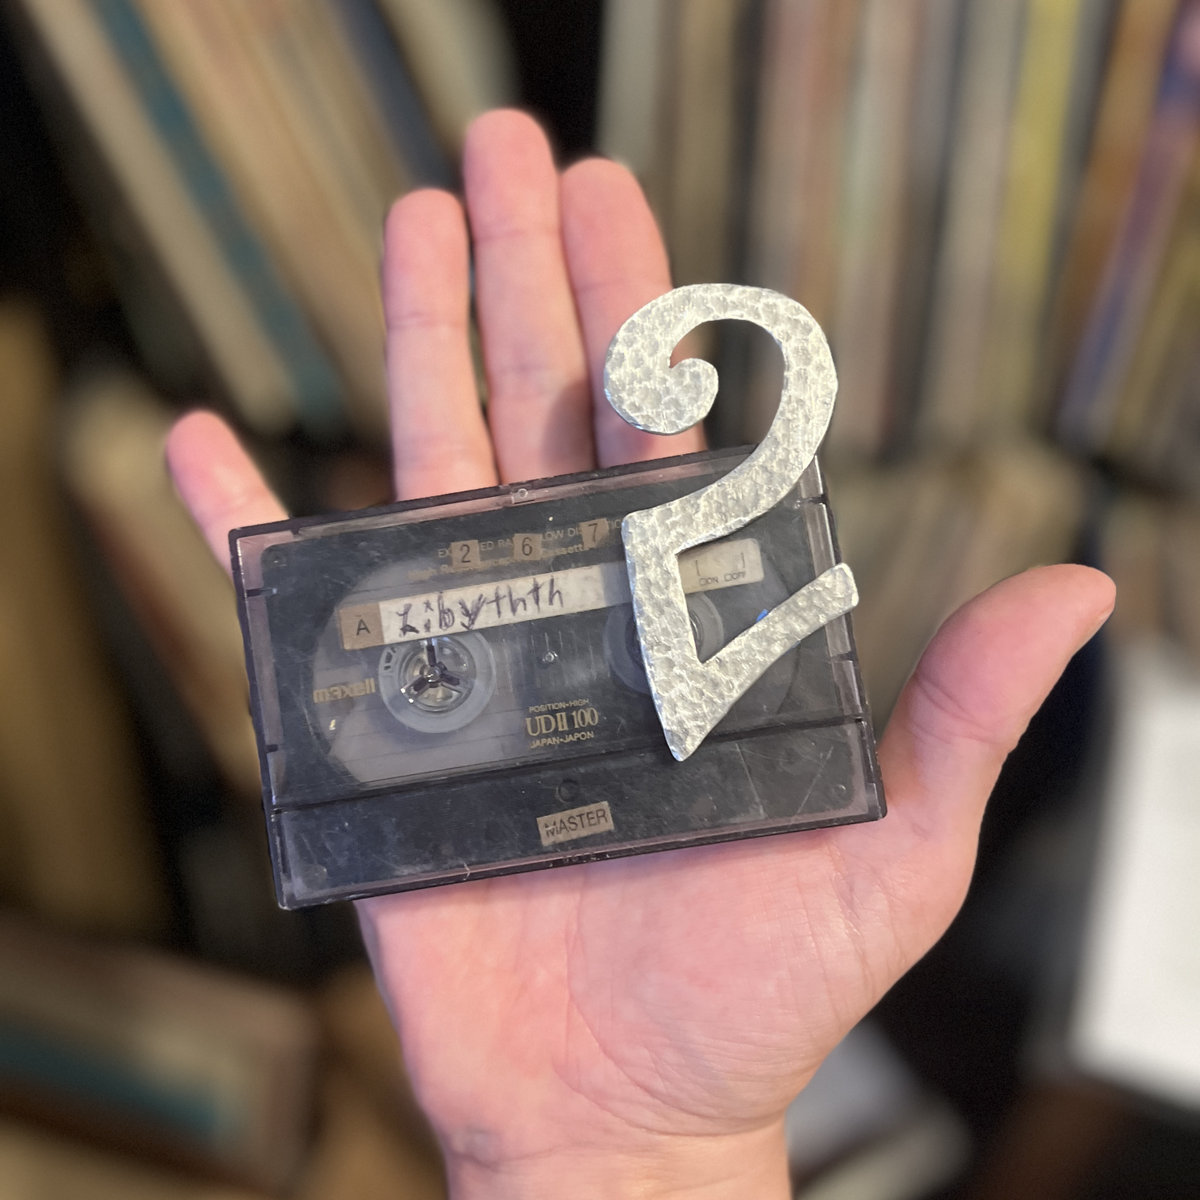 2 6 7
A Libythth
maxell
POSITION-HIGH
UDII 100
JAPAN-JAPON
MASTER